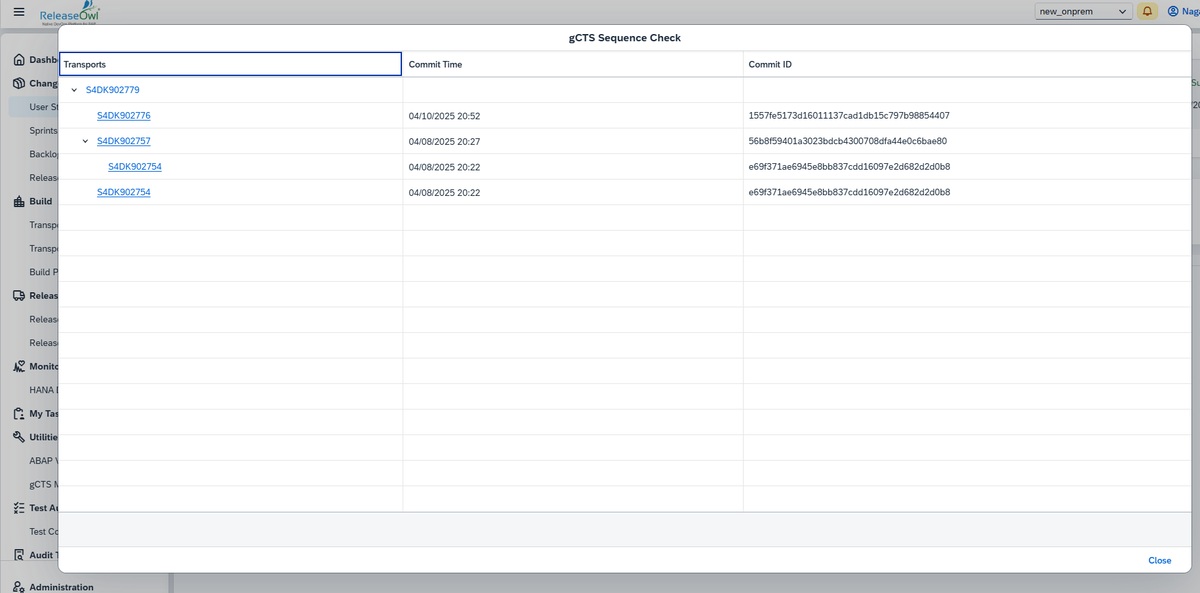 ReleaseOwl
new_onprem
gCTS Sequence Check
Transports Commit Time Commit ID
S4DK902779
S4DK902776 04/10/2025 20:52 1557fe5173d16011137cad1db15c797b98854407
S4DK902757 04/08/2025 20:27 56b8f59401a3023bdcb4300708dfa44e0c6bae80
S4DK902754 04/08/2025 20:22 e69f371ae6945e8bb837cdd16097e2d682d2d0b8
S4DK902754 04/08/2025 20:22 e69f371ae6945e8bb837cdd16097e2d682d2d0b8
Close
Dashb
Chang
User St
Sprints
Backlo
Releas
Build
Transp
Transp
Build P
Releas
Releas
Releas
Monito
HANA
My Tas
Utilitie
ABAP
gCTS
Test Au
Test Co
Audit
Administration